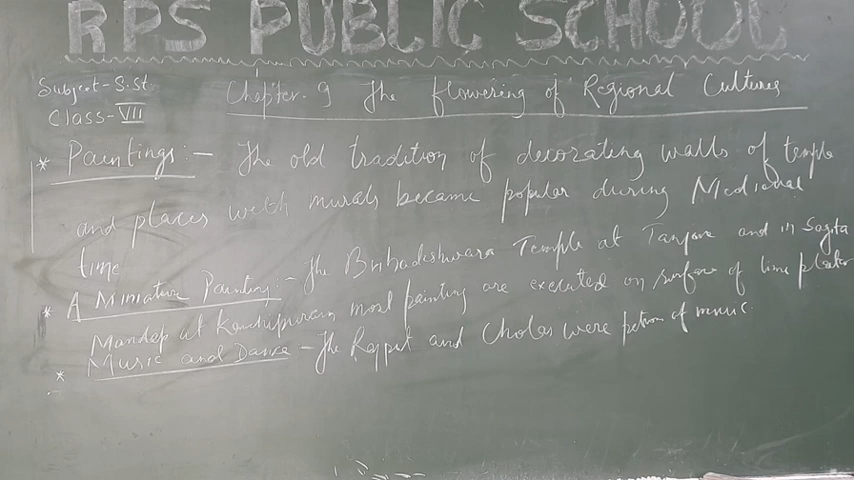 RPS PUBLIC SCHOOL
Subject-S.st
Chapter-9 The flowering of Regional Cultures
Class-VII
* Paintings:- The old tradition of decorating walls of temple
and places with murals became popular during Medieval
time
* A Miniature Painting:- The Brihadeshwara Temple at Tanjore and in Sagita
Mandap at Kanchipuram most painting are executed on surface of lime plaster
* Music and Dance - The Rajput and Cholas were patron of music.